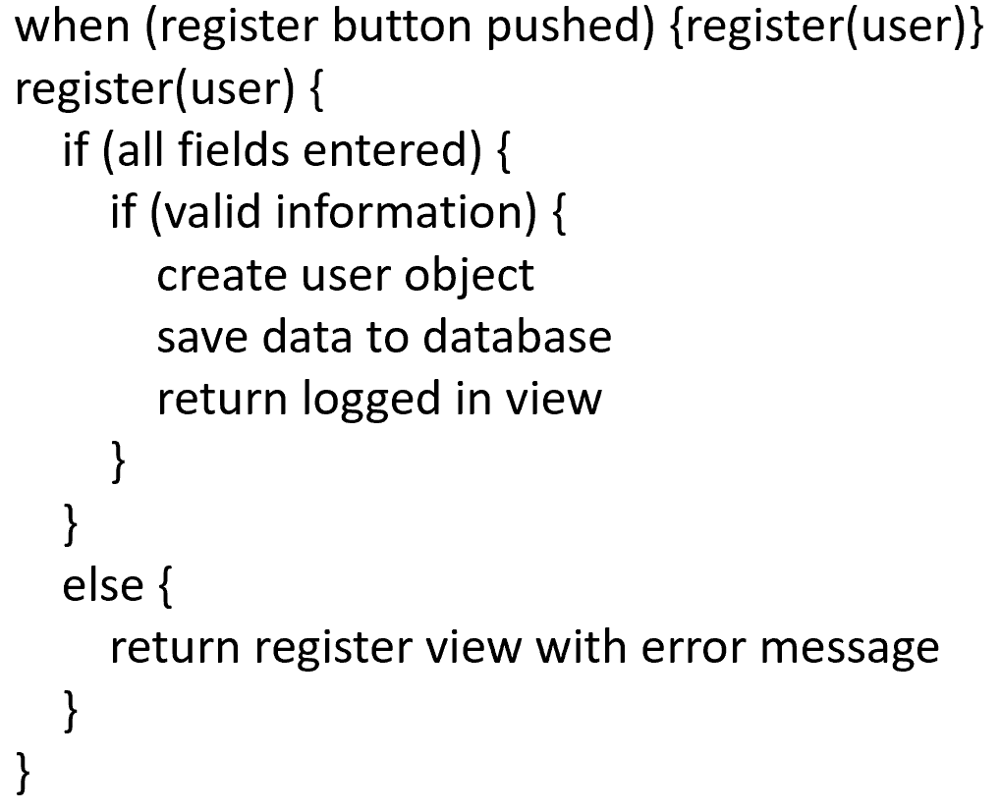 when (register button pushed) {register(user)}
register(user) {
if (all fields entered) {
if (valid information) {
create user object
save data to database
return logged in view
}
}
else {
return register view with error message
}
}